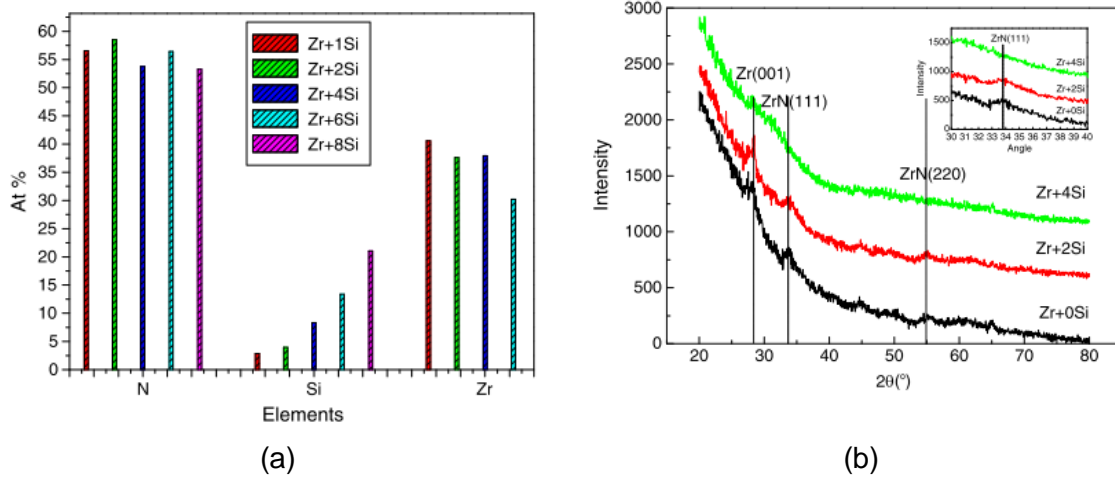 At %
60
55
50
45
40
35
30
25
20
15
10
5
0
Zr+1Si
Zr+2Si
Zr+4Si
Zr+6Si
Zr+8Si
N Si Zr
Elements
(a)
Intensity
3000
2500
2000
1500
1000
500
0
Zr(001)
ZrN(111)
ZrN(220)
Zr+4Si
Zr+2Si
Zr+0Si
20 30 40 50 60 70 80
2θ(°)
Intensity
1500
1000
500
0
ZrN(111)
Zr+4Si
Zr+2Si
Zr+0Si
30 31 32 33 34 35 36 37 38 39 40
Angle
(b)